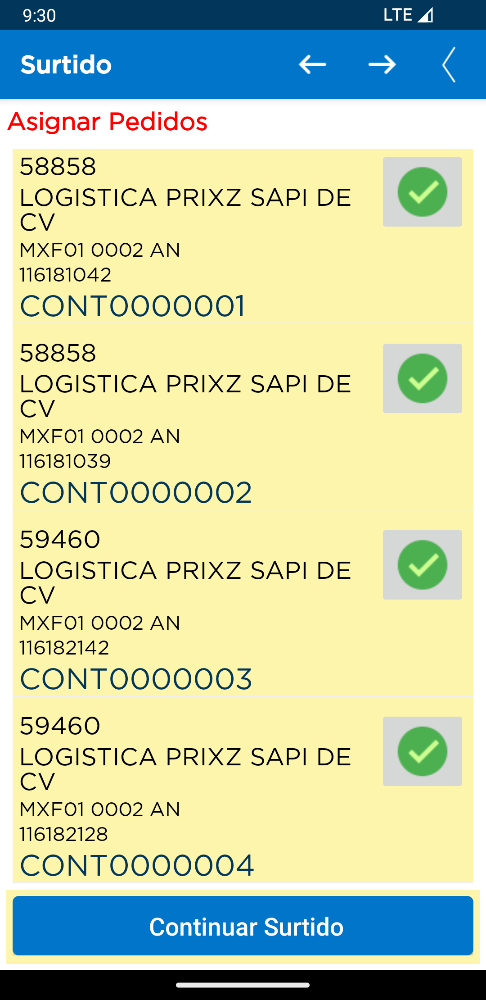 9:30
LTE
Surtido
Asignar Pedidos
58858
LOGISTICA PRIXZ SAPI DE
CV
MXF01 0002 AN
116181042
CONT0000001
58858
LOGISTICA PRIXZ SAPI DE
CV
MXF01 0002 AN
116181039
CONT0000002
59460
LOGISTICA PRIXZ SAPI DE
CV
MXF01 0002 AN
116182142
CONT0000003
59460
LOGISTICA PRIXZ SAPI DE
CV
MXF01 0002 AN
116182128
CONT0000004
Continuar Surtido